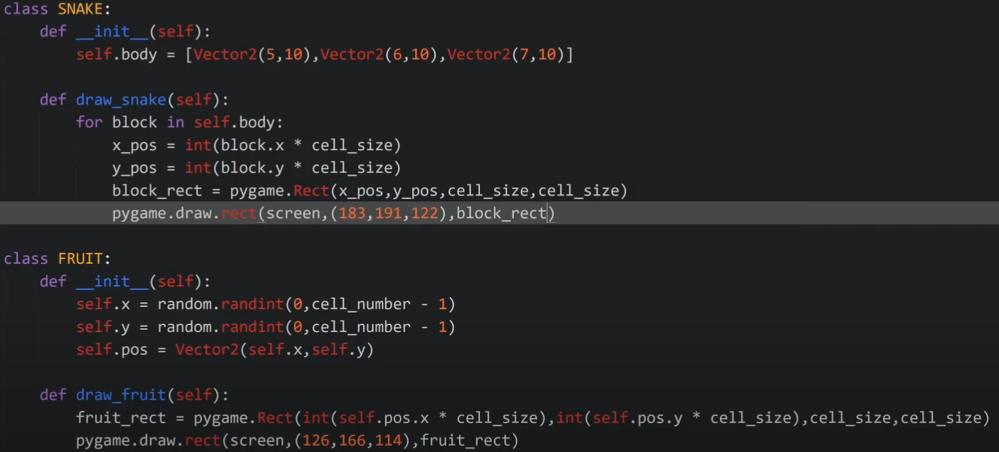 class SNAKE:
    def __init__(self):
        self.body = [Vector2(5,10),Vector2(6,10),Vector2(7,10)]

    def draw_snake(self):
        for block in self.body:
            x_pos = int(block.x * cell_size)
            y_pos = int(block.y * cell_size)
            block_rect = pygame.Rect(x_pos,y_pos,cell_size,cell_size)
            pygame.draw.rect(screen,(183,191,122),block_rect)

class FRUIT:
    def __init__(self):
        self.x = random.randint(0,cell_number - 1)
        self.y = random.randint(0,cell_number - 1)
        self.pos = Vector2(self.x,self.y)

    def draw_fruit(self):
        fruit_rect = pygame.Rect(int(self.pos.x * cell_size),int(self.pos.y * cell_size),cell_size,cell_size)
        pygame.draw.rect(screen,(126,166,114),fruit_rect)